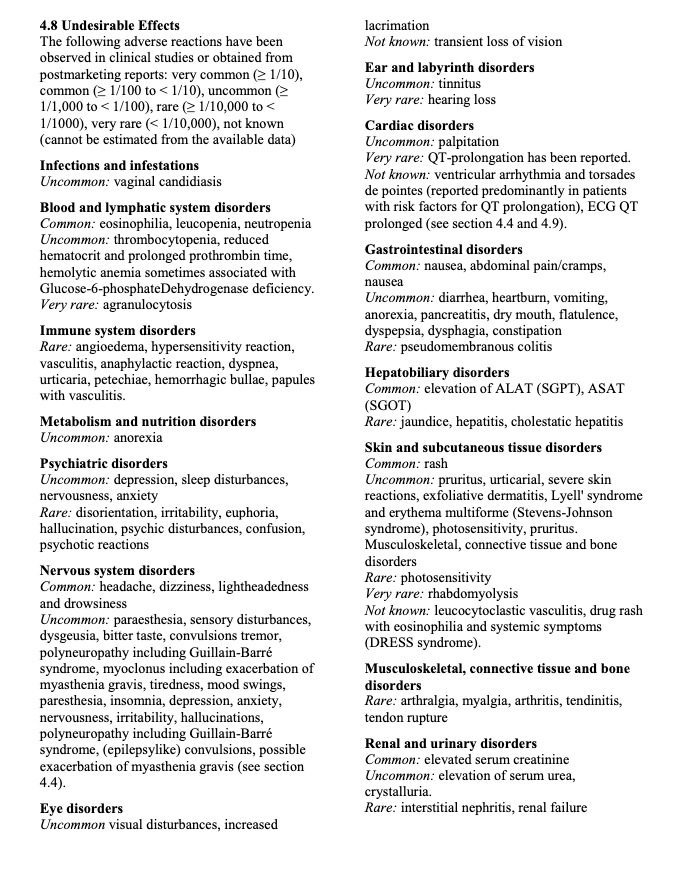 4.8 Undesirable Effects
The following adverse reactions have been
observed in clinical studies or obtained from
postmarketing reports: very common (≥ 1/10),
common (≥ 1/100 to < 1/10), uncommon (≥
1/1,000 to < 1/100), rare (≥ 1/10,000 to <
1/1000), very rare (< 1/10,000), not known
(cannot be estimated from the available data)
Infections and infestations
Uncommon: vaginal candidiasis
Blood and lymphatic system disorders
Common: eosinophilia, leucopenia, neutropenia
Uncommon: thrombocytopenia, reduced
hematocrit and prolonged prothrombin time,
hemolytic anemia sometimes associated with
Glucose-6-phosphateDehydrogenase deficiency.
Very rare: agranulocytosis
Immune system disorders
Rare: angioedema, hypersensitivity reaction,
vasculitis, anaphylactic reaction, dyspnea,
urticaria, petechiae, hemorrhagic bullae, papules
with vasculitis.
Metabolism and nutrition disorders
Uncommon: anorexia
Psychiatric disorders
Uncommon: depression, sleep disturbances,
nervousness, anxiety
Rare: disorientation, irritability, euphoria,
hallucination, psychic disturbances, confusion,
psychotic reactions
Nervous system disorders
Common: headache, dizziness, lightheadedness
and drowsiness
Uncommon: paraesthesia, sensory disturbances,
dysgeusia, bitter taste, convulsions tremor,
polyneuropathy including Guillain-Barré
syndrome, myoclonus including exacerbation of
myasthenia gravis, tiredness, mood swings,
paresthesia, insomnia, depression, anxiety,
nervousness, irritability, hallucinations,
polyneuropathy including Guillain-Barré
syndrome, (epilepsylike) convulsions, possible
exacerbation of myasthenia gravis (see section
4.4).
Eye disorders
Uncommon visual disturbances, increased
lacrimation
Not known: transient loss of vision
Ear and labyrinth disorders
Uncommon: tinnitus
Very rare: hearing loss
Cardiac disorders
Uncommon: palpitation
Very rare: QT-prolongation has been reported.
Not known: ventricular arrhythmia and torsades
de pointes (reported predominantly in patients
with risk factors for QT prolongation), ECG QT
prolonged (see section 4.4 and 4.9).
Gastrointestinal disorders
Common: nausea, abdominal pain/cramps,
nausea
Uncommon: diarrhea, heartburn, vomiting,
anorexia, pancreatitis, dry mouth, flatulence,
dyspepsia, dysphagia, constipation
Rare: pseudomembranous colitis
Hepatobiliary disorders
Common: elevation of ALAT (SGPT), ASAT
(SGOT)
Rare: jaundice, hepatitis, cholestatic hepatitis
Skin and subcutaneous tissue disorders
Common: rash
Uncommon: pruritus, urticarial, severe skin
reactions, exfoliative dermatitis, Lyell' syndrome
and erythema multiforme (Stevens-Johnson
syndrome), photosensitivity, pruritus.
Musculoskeletal, connective tissue and bone
disorders
Rare: photosensitivity
Very rare: rhabdomyolysis
Not known: leucocytoclastic vasculitis, drug rash
with eosinophilia and systemic symptoms
(DRESS syndrome).
Musculoskeletal, connective tissue and bone
disorders
Rare: arthralgia, myalgia, arthritis, tendinitis,
tendon rupture
Renal and urinary disorders
Common: elevated serum creatinine
Uncommon: elevation of serum urea,
crystalluria.
Rare: interstitial nephritis, renal failure